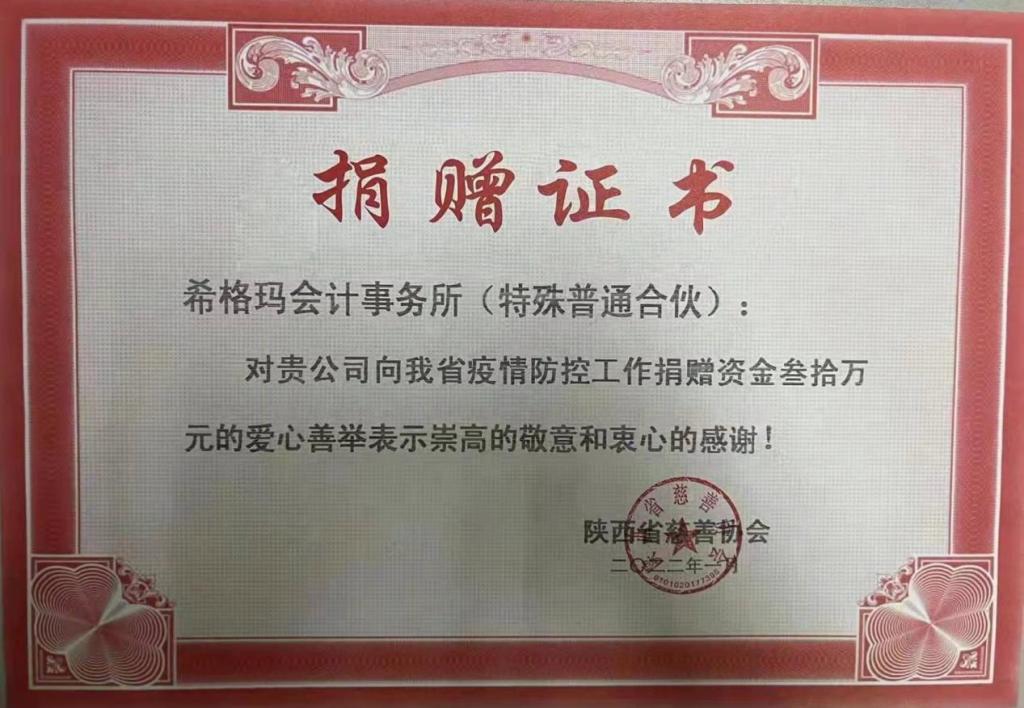 捐赠证书
希格玛会计事务所（特殊普通合伙）：
对贵公司向我省疫情防控工作捐赠资金叁拾万
元的爱心善举表示崇高的敬意和衷心的感谢！
陕西省慈善协会
二〇二二年一月